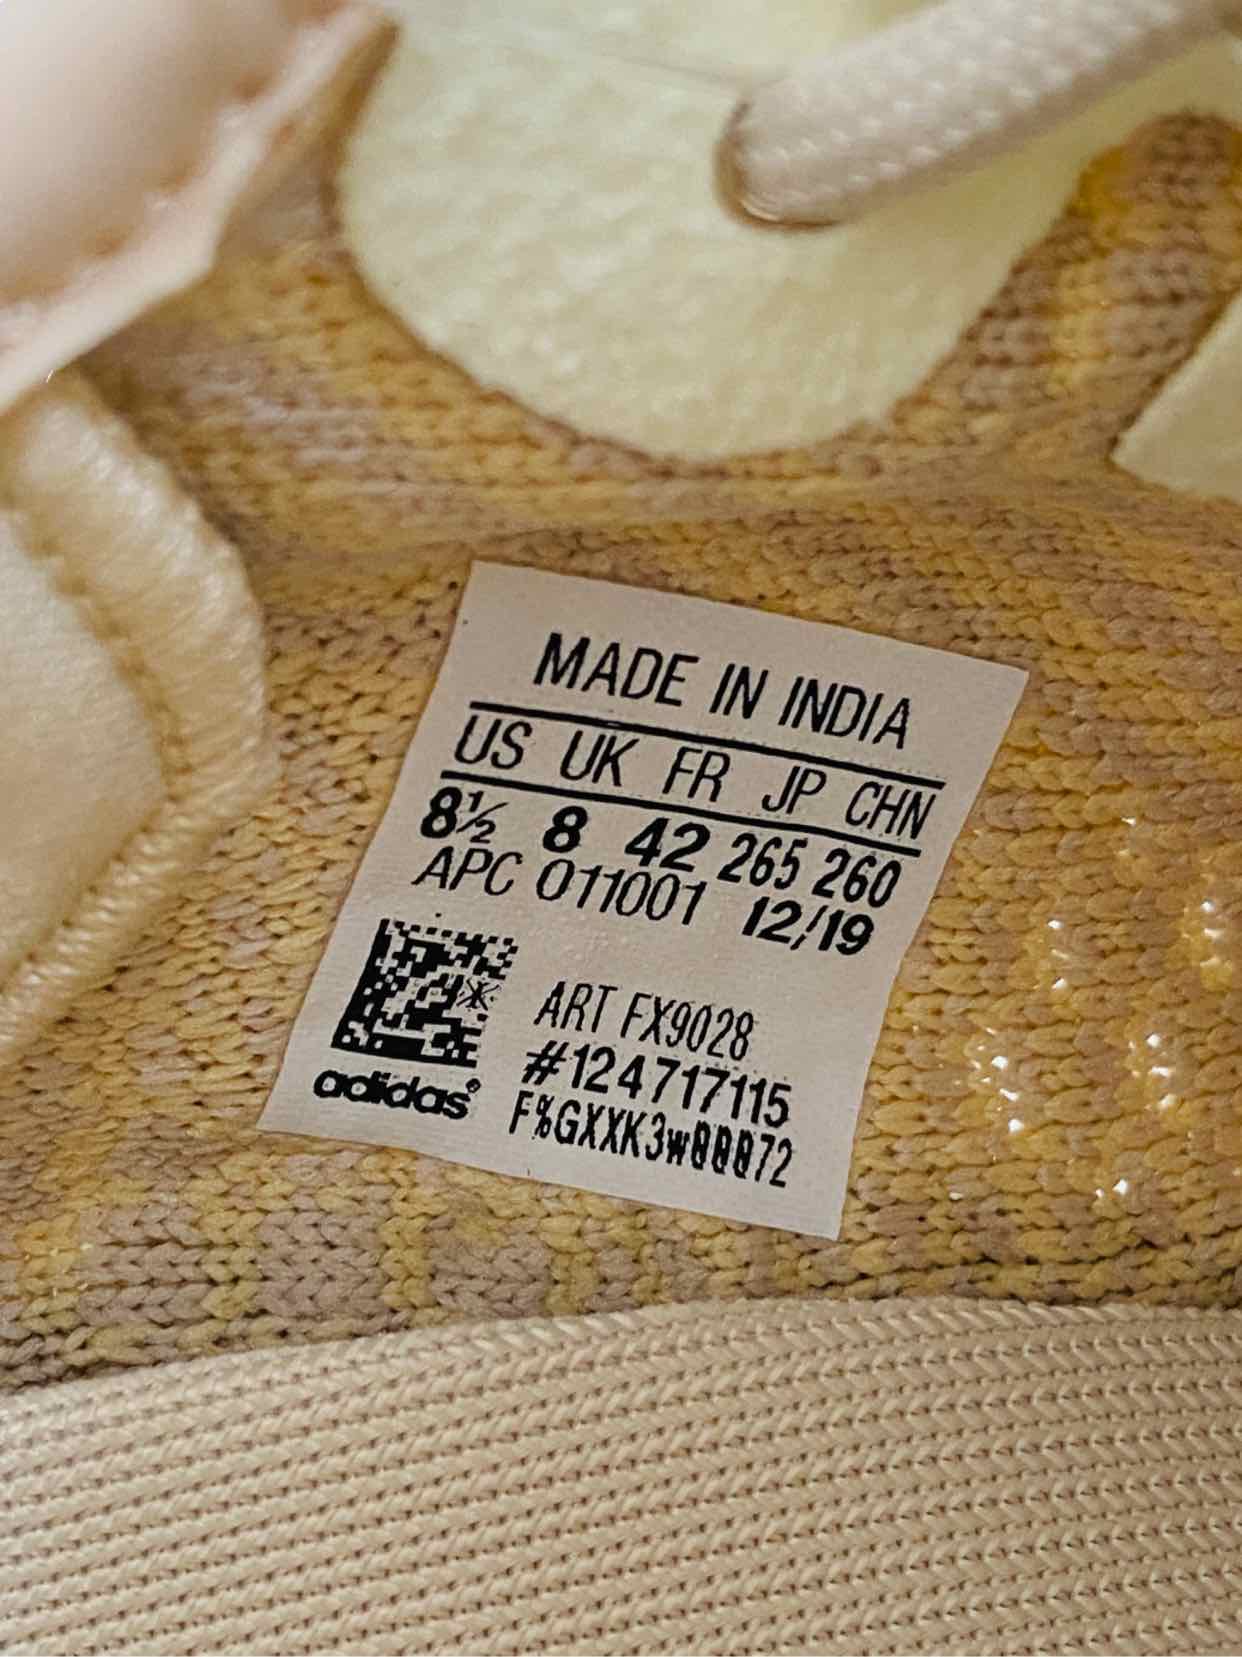 MADE IN INDIA
US UK FR JP CHN
8½ 8 42 265 260
APC 011001 12/19
ART FX9028
#124717115
F%GXXK3w00072
adidas®